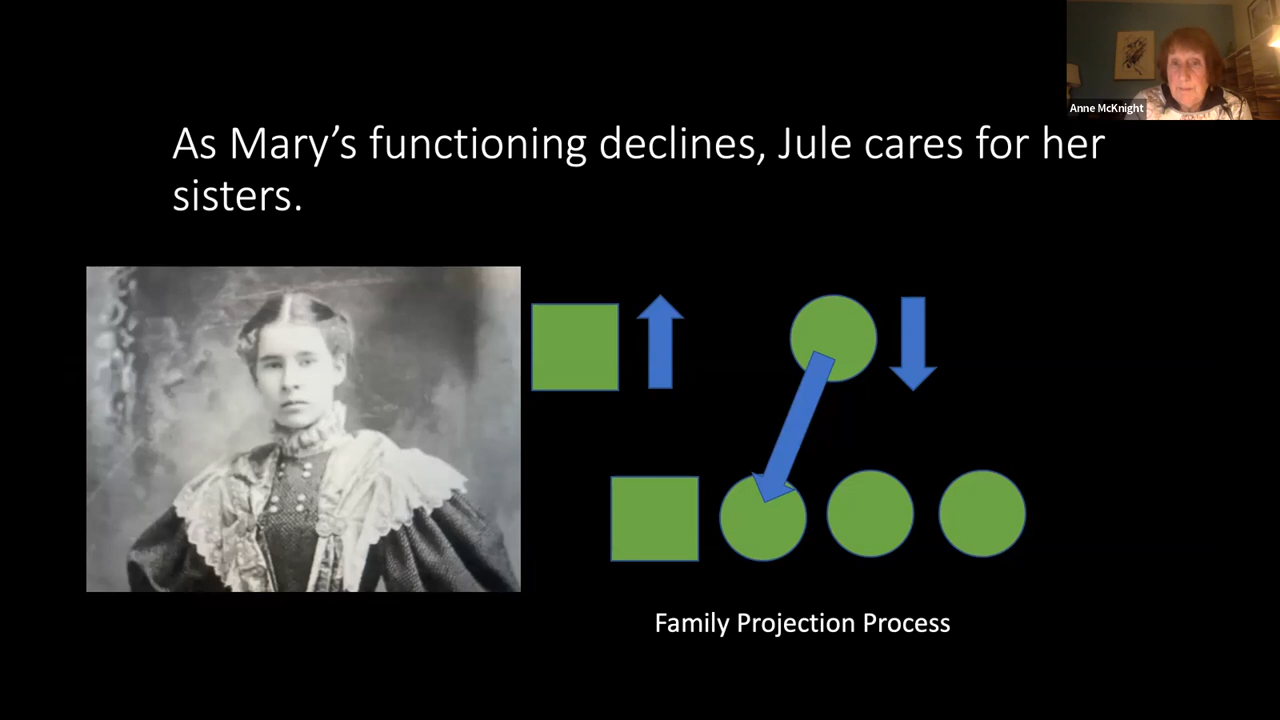 Anne McKnight
As Mary’s functioning declines, Jule cares for her
sisters.
Family Projection Process